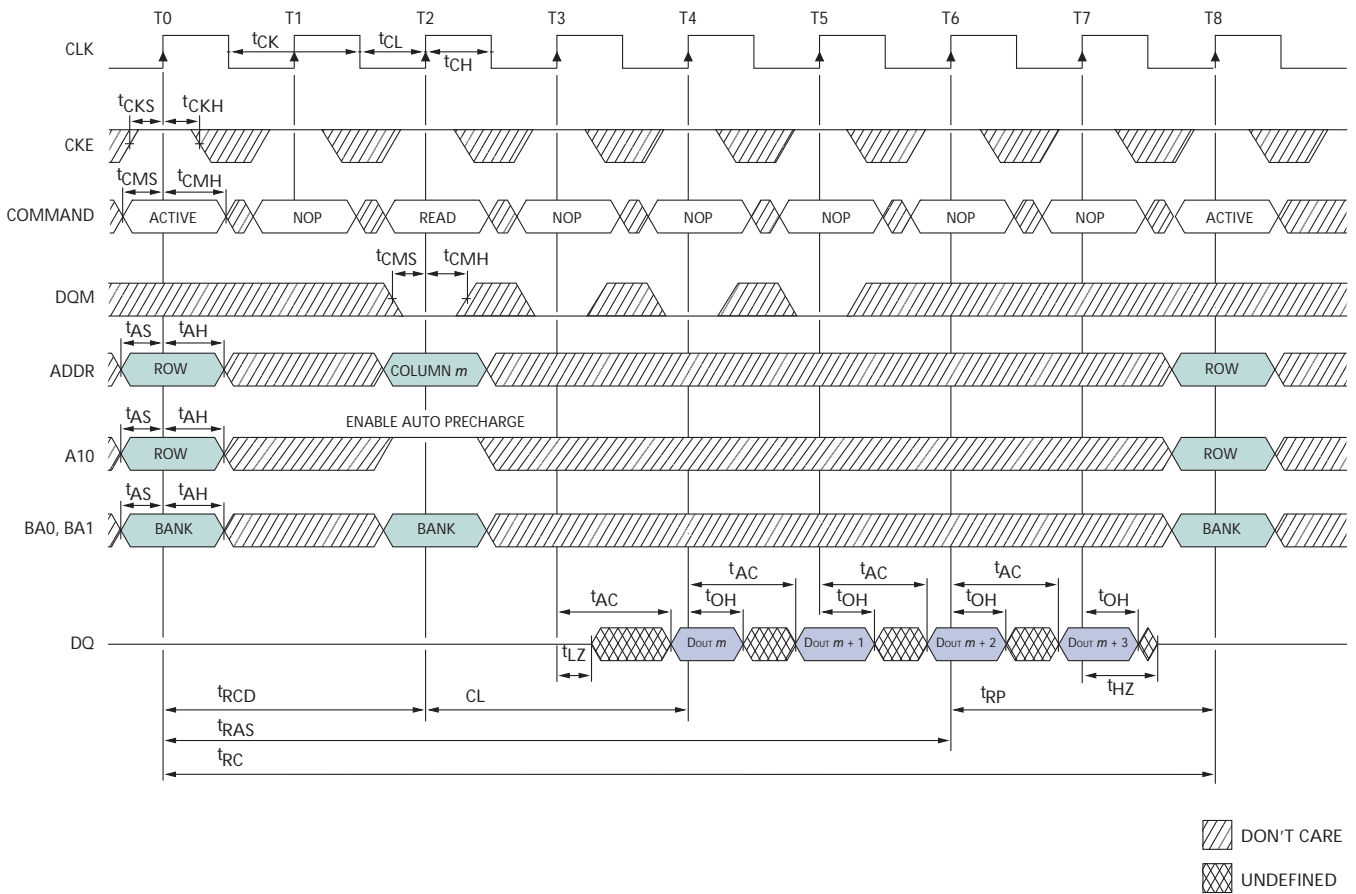 T0 T1 T2 T3 T4 T5 T6 T7 T8
CLK
tCK tCL
tCH
tCKS tCKH
CKE
tCMS tCMH
COMMAND ACTIVE NOP READ NOP NOP NOP NOP NOP ACTIVE
tCMS tCMH
DQM
tAS tAH
ADDR ROW COLUMN m ROW
ENABLE AUTO PRECHARGE
tAS tAH
A10 ROW ROW
tAS tAH
BA0, BA1 BANK BANK BANK
tAC tAC tAC
tAC tOH tOH tOH tOH
DQ DOUT m DOUT m + 1 DOUT m + 2 DOUT m + 3
tLZ tHZ
tRCD CL tRP
tRAS
tRC
DON'T CARE
UNDEFINED